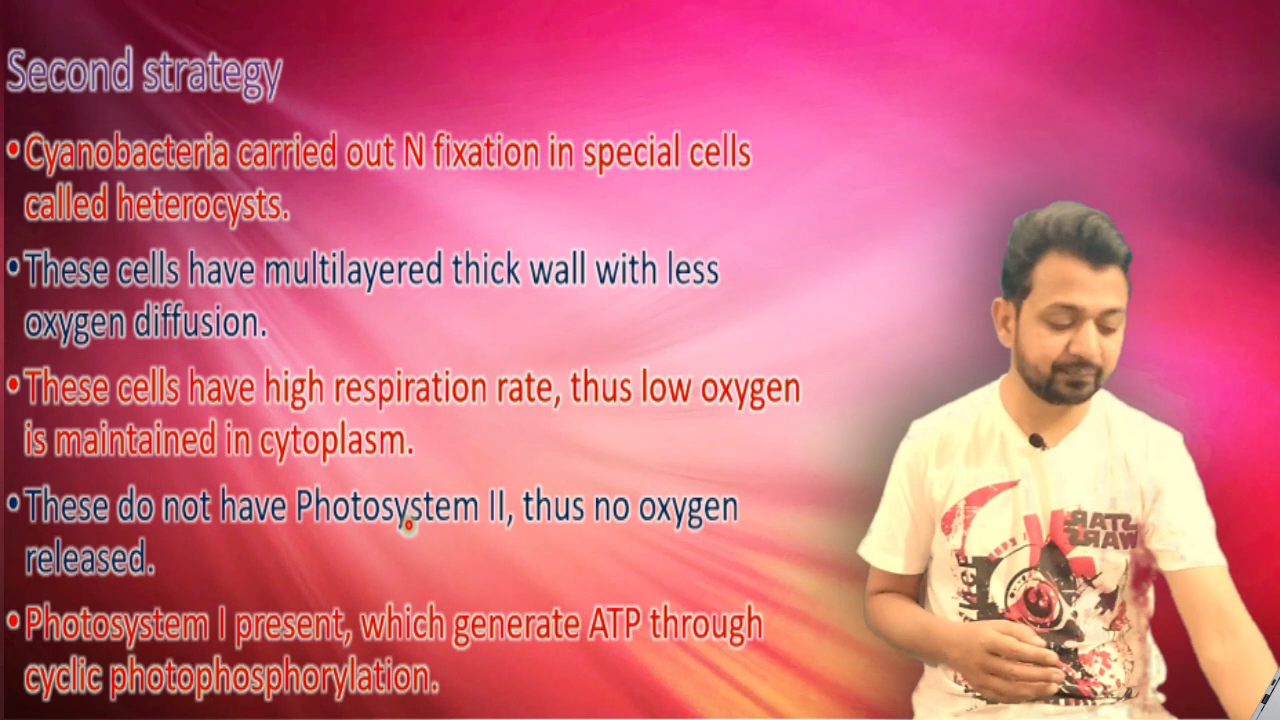 Second strategy
•Cyanobacteria carried out N fixation in special cells
called heterocysts.
•These cells have multilayered thick wall with less
oxygen diffusion.
•These cells have high respiration rate, thus low oxygen
is maintained in cytoplasm.
•These do not have Photosystem II, thus no oxygen
released.
•Photosystem I present, which generate ATP through
cyclic photophosphorylation.
STAR
WARS